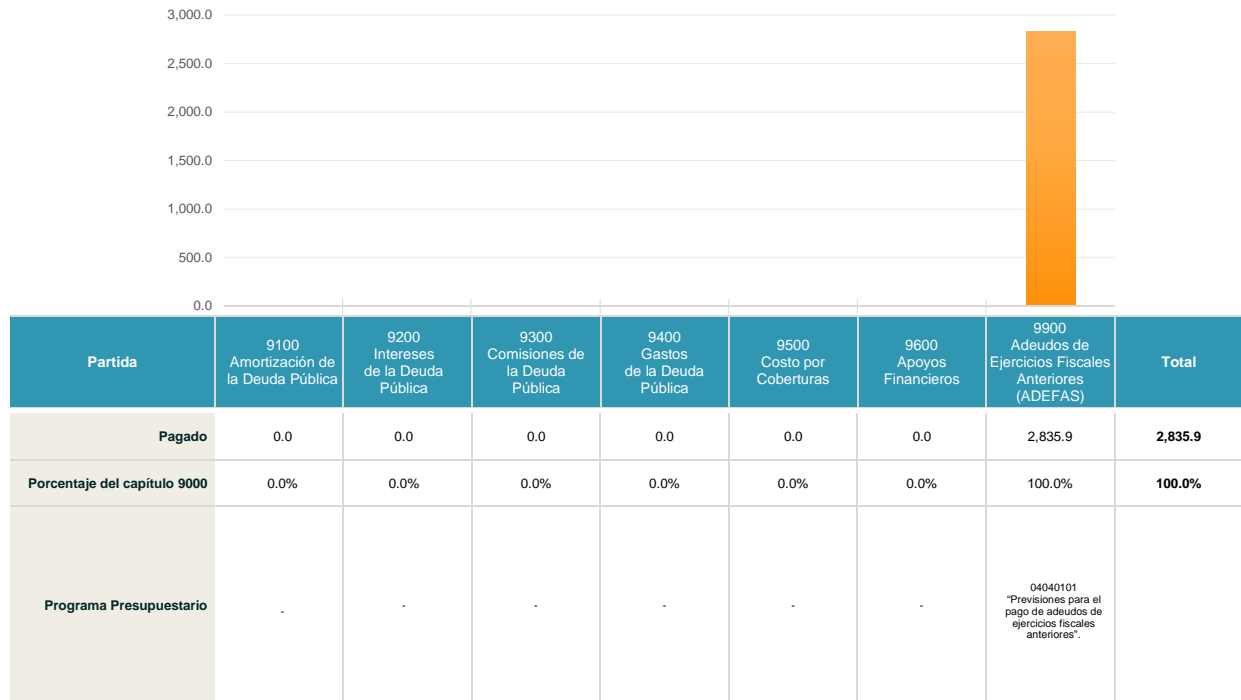 3,000.0
2,500.0
2,000.0
1,500.0
1,000.0
500.0
0.0
Partida
9100
Amortización de
la Deuda Pública
9200
Intereses
de la Deuda
Pública
9300
Comisiones de
la Deuda
Pública
9400
Gastos
de la Deuda
Pública
9500
Costo por
Coberturas
9600
Apoyos
Financieros
9900
Adeudos de
Ejercicios Fiscales
Anteriores
(ADEFAS)
Total
Pagado
0.0
0.0
0.0
0.0
0.0
0.0
2,835.9
2,835.9
Porcentaje del capítulo 9000
0.0%
0.0%
0.0%
0.0%
0.0%
0.0%
100.0%
100.0%
Programa Presupuestario
-
-
-
-
-
-
04040101
“Previsiones para el
pago de adeudos de
ejercicios fiscales
anteriores”.